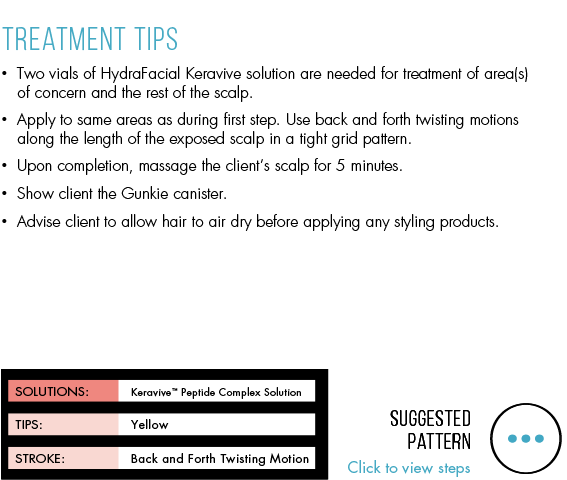 TREATMENT TIPS
• Two vials of HydraFacial Keravive solution are needed for treatment of area(s)
of concern and the rest of the scalp.
• Apply to same areas as during first step. Use back and forth twisting motions
along the length of the exposed scalp in a tight grid pattern.
• Upon completion, massage the client's scalp for 5 minutes.
• Show client the Gunkie canister.
• Advise client to allow hair to air dry before applying any styling products.
SOLUTIONS: Keravive™ Peptide Complex Solution
TIPS: Yellow
STROKE: Back and Forth Twisting Motion
SUGGESTED
PATTERN
Click to view steps